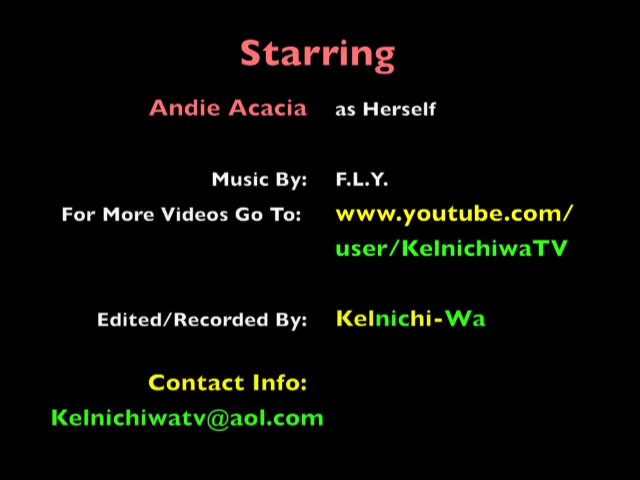 Starring
Andie Acacia as Herself
Music By: F.L.Y.
For More Videos Go To: www.youtube.com/
user/KelnichiwaTV
Edited/Recorded By: Kelnichi-Wa
Contact Info:
Kelnichiwatv@aol.com